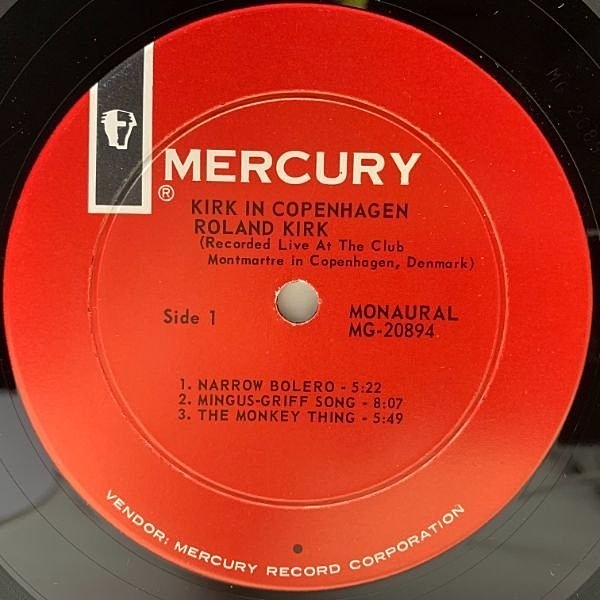 MERCURY
®
KIRK IN COPENHAGEN
ROLAND KIRK
(Recorded Live At The Club
Montmartre in Copenhagen, Denmark)
Side 1
MONAURAL
MG-20894
1. NARROW BOLERO - 5:22
2. MINGUS-GRIFF SONG - 8:07
3. THE MONKEY THING - 5:49
VENDOR: MERCURY RECORD CORPORATION